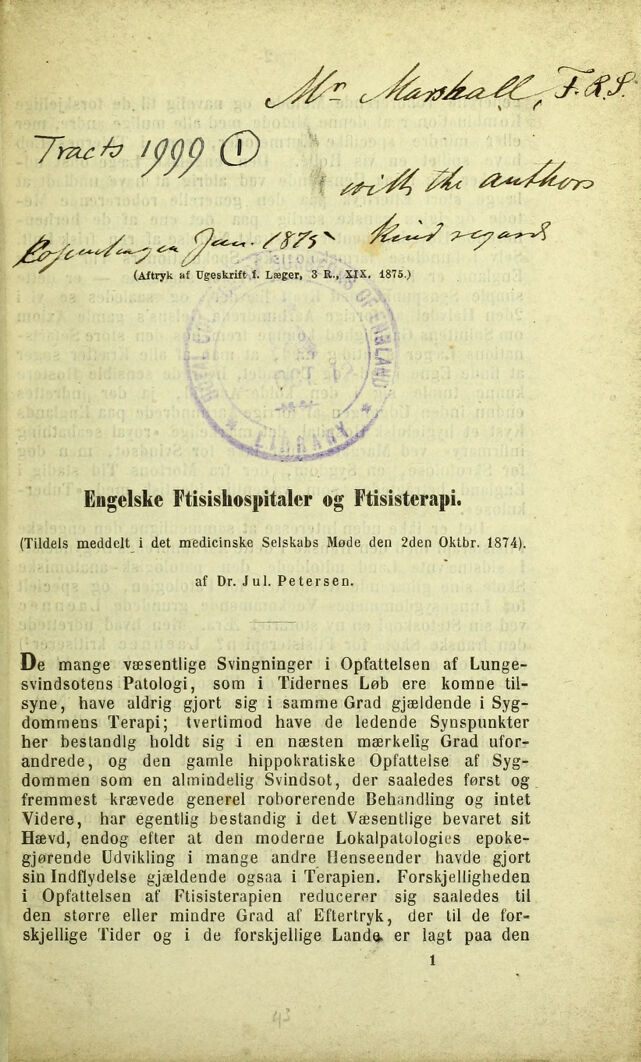 Mr Marshall, F.R.S.
Tracts 1999 1
with the authors
Copenhagen Jan. 1875 kind regards
(Aftryk af Ugeskrift f. Læger, 3 R., XIX. 1875.)
ROYAL COLLEGE OF SURGEONS OF ENGLAND
LIBRARY
Engelske Ftisishospitaler og Ftisisterapi.
(Tildels meddelt i det medicinske Selskabs Møde den 2den Oktbr. 1874).
af Dr. Jul. Petersen.
De mange væsentlige Svingninger i Opfattelsen af Lunge-
svindsotens Patologi, som i Tidernes Løb ere komne til-
syne, have aldrig gjort sig i samme Grad gjældende i Syg-
dommens Terapi; tvertimod have de ledende Synspunkter
her bestandig holdt sig i en næsten mærkelig Grad ufor-
andrede, og den gamle hippokratiske Opfattelse af Syg-
dommen som en almindelig Svindsot, der saaledes først og
fremmest krævede generel roborerende Behandling og intet
Videre, har egentlig bestandig i det Væsentlige bevaret sit
Hævd, endog efter at den moderne Lokalpatologies epoke-
gjørende Udvikling i mange andre Henseender havde gjort
sin Indflydelse gjældende ogsaa i Terapien. Forskjelligheden
i Opfattelsen af Ftisisterapien reducerer sig saaledes til
den større eller mindre Grad af Eftertryk, der til de for-
skjellige Tider og i de forskjellige Lande er lagt paa den
1
43